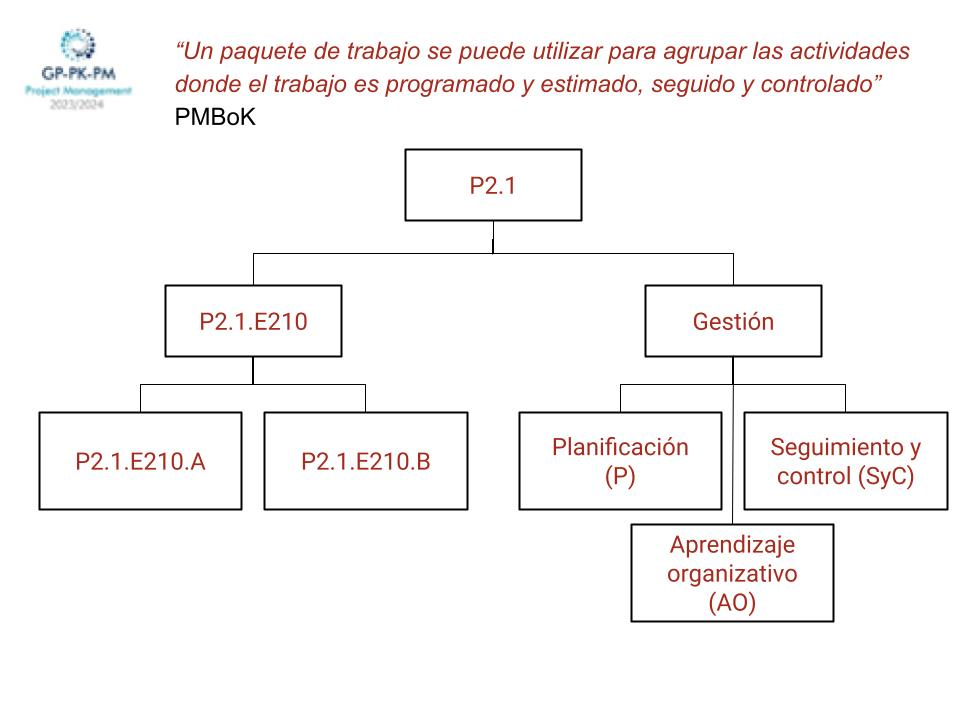 GP-PK-PM
Project Management
2023/2024
“Un paquete de trabajo se puede utilizar para agrupar las actividades
donde el trabajo es programado y estimado, seguido y controlado”
PMBoK
P2.1
P2.1.E210
Gestión
P2.1.E210.A
P2.1.E210.B
Planificación
(P)
Seguimiento y
control (SyC)
Aprendizaje
organizativo
(AO)